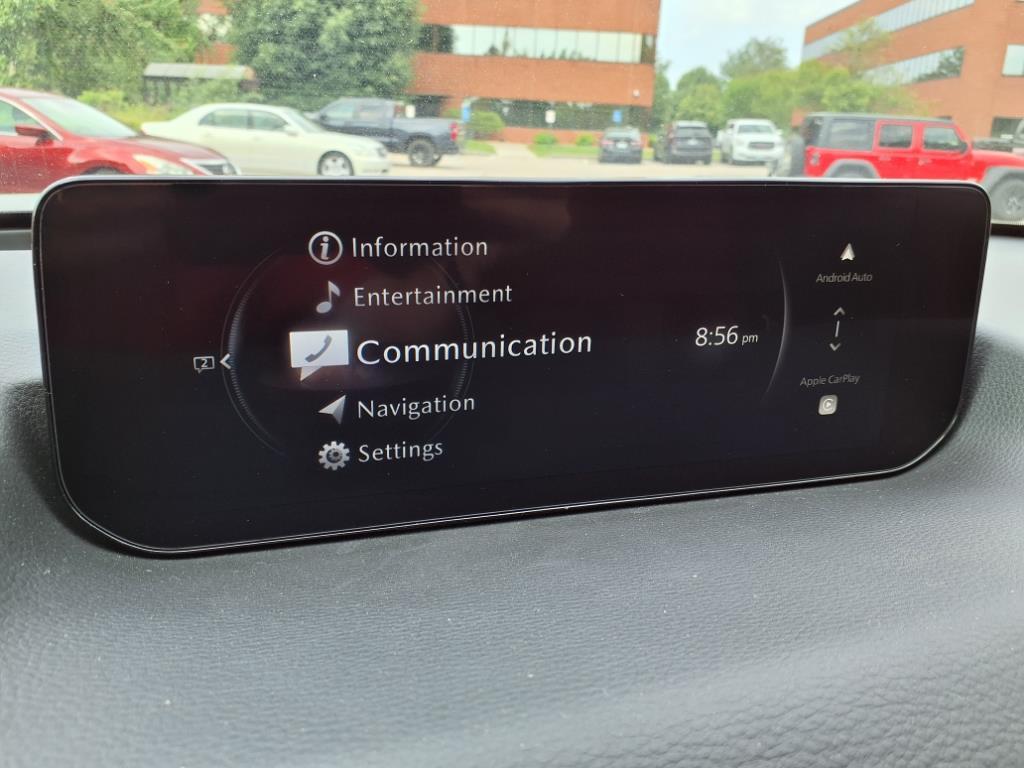 Information
Entertainment
Communication
Navigation
Settings
2
8:56 pm
Android Auto
Apple CarPlay